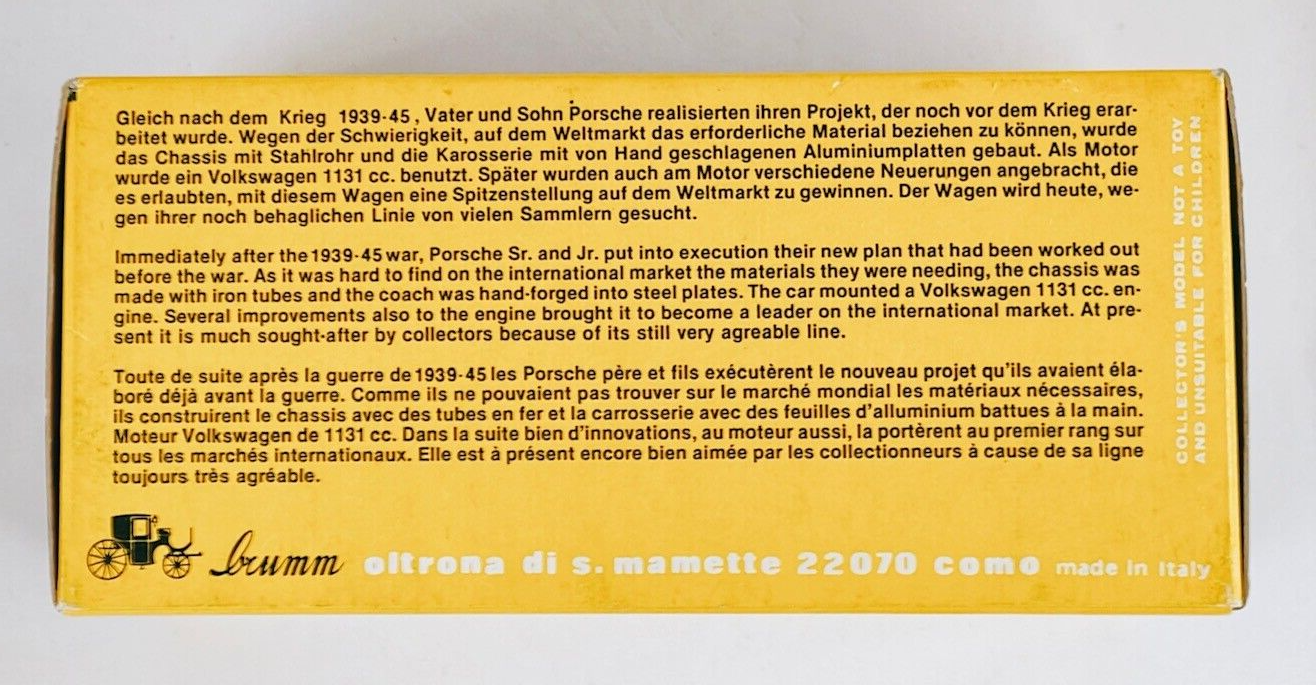 Gleich nach dem Krieg 1939-45, Vater und Sohn Porsche realisierten ihren Projekt, der noch vor dem Krieg erar-
beitet wurde. Wegen der Schwierigkeit, auf dem Weltmarkt das erforderliche Material beziehen zu können, wurde
das Chassis mit Stahlrohr und die Karosserie mit von Hand geschlagenen Aluminiumplatten gebaut. Als Motor
wurde ein Volkswagen 1131 cc. benutzt. Später wurden auch am Motor verschiedene Neuerungen angebracht, die
es erlaubten, mit diesem Wagen eine Spitzenstellung auf dem Weltmarkt zu gewinnen. Der Wagen wird heute, we-
gen ihrer noch behaglichen Linie von vielen Sammlern gesucht.
Immediately after the 1939-45 war, Porsche Sr. and Jr. put into execution their new plan that had been worked out
before the war. As it was hard to find on the international market the materials they were needing, the chassis was
made with iron tubes and the coach was hand-forged into steel plates. The car mounted a Volkswagen 1131 cc. en-
gine. Several improvements also to the engine brought it to become a leader on the international market. At pre-
sent it is much sought-after by collectors because of its still very agreable line.
Toute de suite après la guerre de 1939-45 les Porsche père et fils exécutèrent le nouveau projet qu'ils avaient éla-
boré déjà avant la guerre. Comme ils ne pouvaient pas trouver sur le marché mondial les matériaux nécessaires,
ils construirent le chassis avec des tubes en fer et la carrosserie avec des feuilles d'alluminium battues à la main.
Moteur Volkswagen de 1131 cc. Dans la suite bien d'innovations, au moteur aussi, la portèrent au premier rang sur
tous les marchés internationaux. Elle est à présent encore bien aimée par les collectionneurs à cause de sa ligne
toujours très agréable.
brumm oltrona di s. mamette 22070 como made in Italy
COLLECTOR'S MODEL NOT A TOY
AND UNSUITABLE FOR CHILDREN